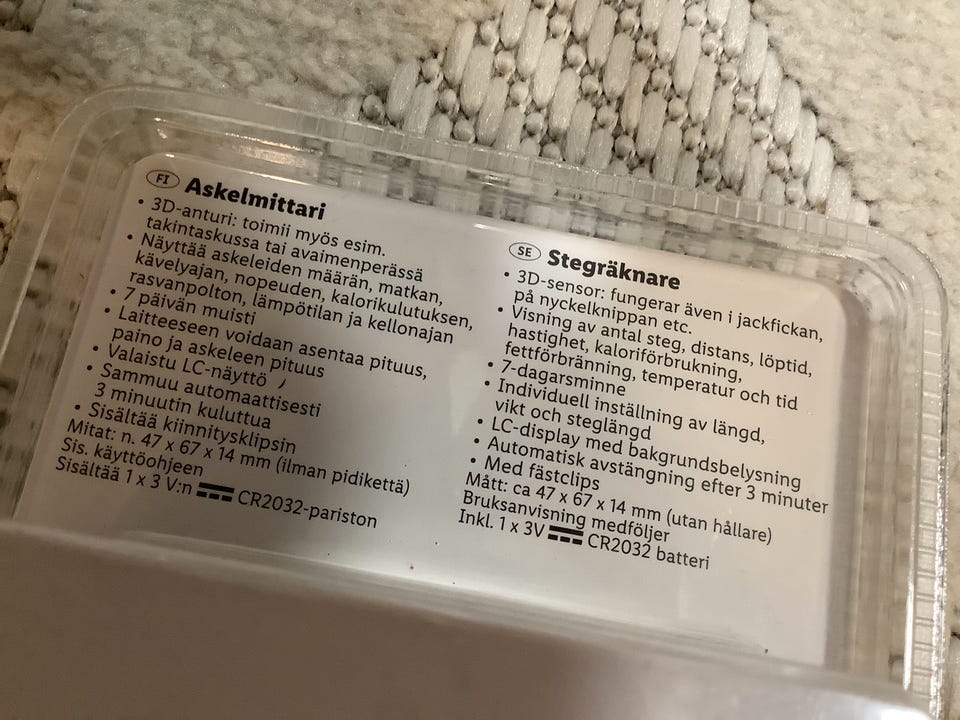 FI Askelmittari
• 3D-anturi: toimii myös esim.
takintaskussa tai avaimenperässä
• Näyttää askeleiden määrän, matkan,
kävelyajan, nopeuden, kalorikulutuksen,
rasvanpolton, lämpötilan ja kellonajan
• 7 päivän muisti
• Laitteeseen voidaan asentaa pituus,
paino ja askeleen pituus
• Valaistu LC-näyttö
• Sammuu automaattisesti
3 minuutin kuluttua
• Sisältää kiinnitysklipsin
Mitat: n. 47 x 67 x 14 mm (ilman pidikettä)
Sis. käyttöohjeen
Sisältää 1 x 3 V:n ⎓ CR2032-pariston
SE Stegräknare
• 3D-sensor: fungerar även i jackfickan,
på nyckelknippan etc.
• Visning av antal steg, distans, löptid,
hastighet, kaloriförbrukning,
fettförbränning, temperatur och tid
• 7-dagarsminne
• Individuell inställning av längd,
vikt och steglängd
• LC-display med bakgrundsbelysning
• Automatisk avstängning efter 3 minuter
• Med fästclips
Mått: ca 47 x 67 x 14 mm (utan hållare)
Bruksanvisning medföljer
Inkl. 1 x 3V ⎓ CR2032 batteri